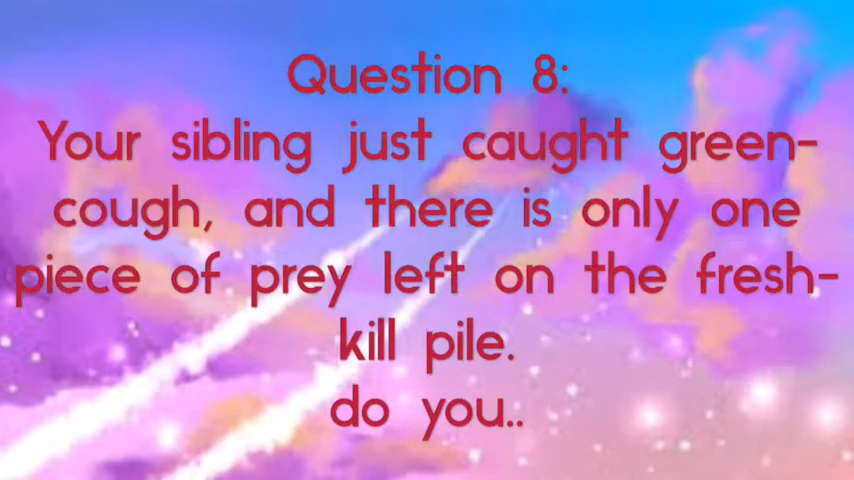 Question 8:
Your sibling just caught green-
cough, and there is only one
piece of prey left on the fresh-
kill pile.
do you..